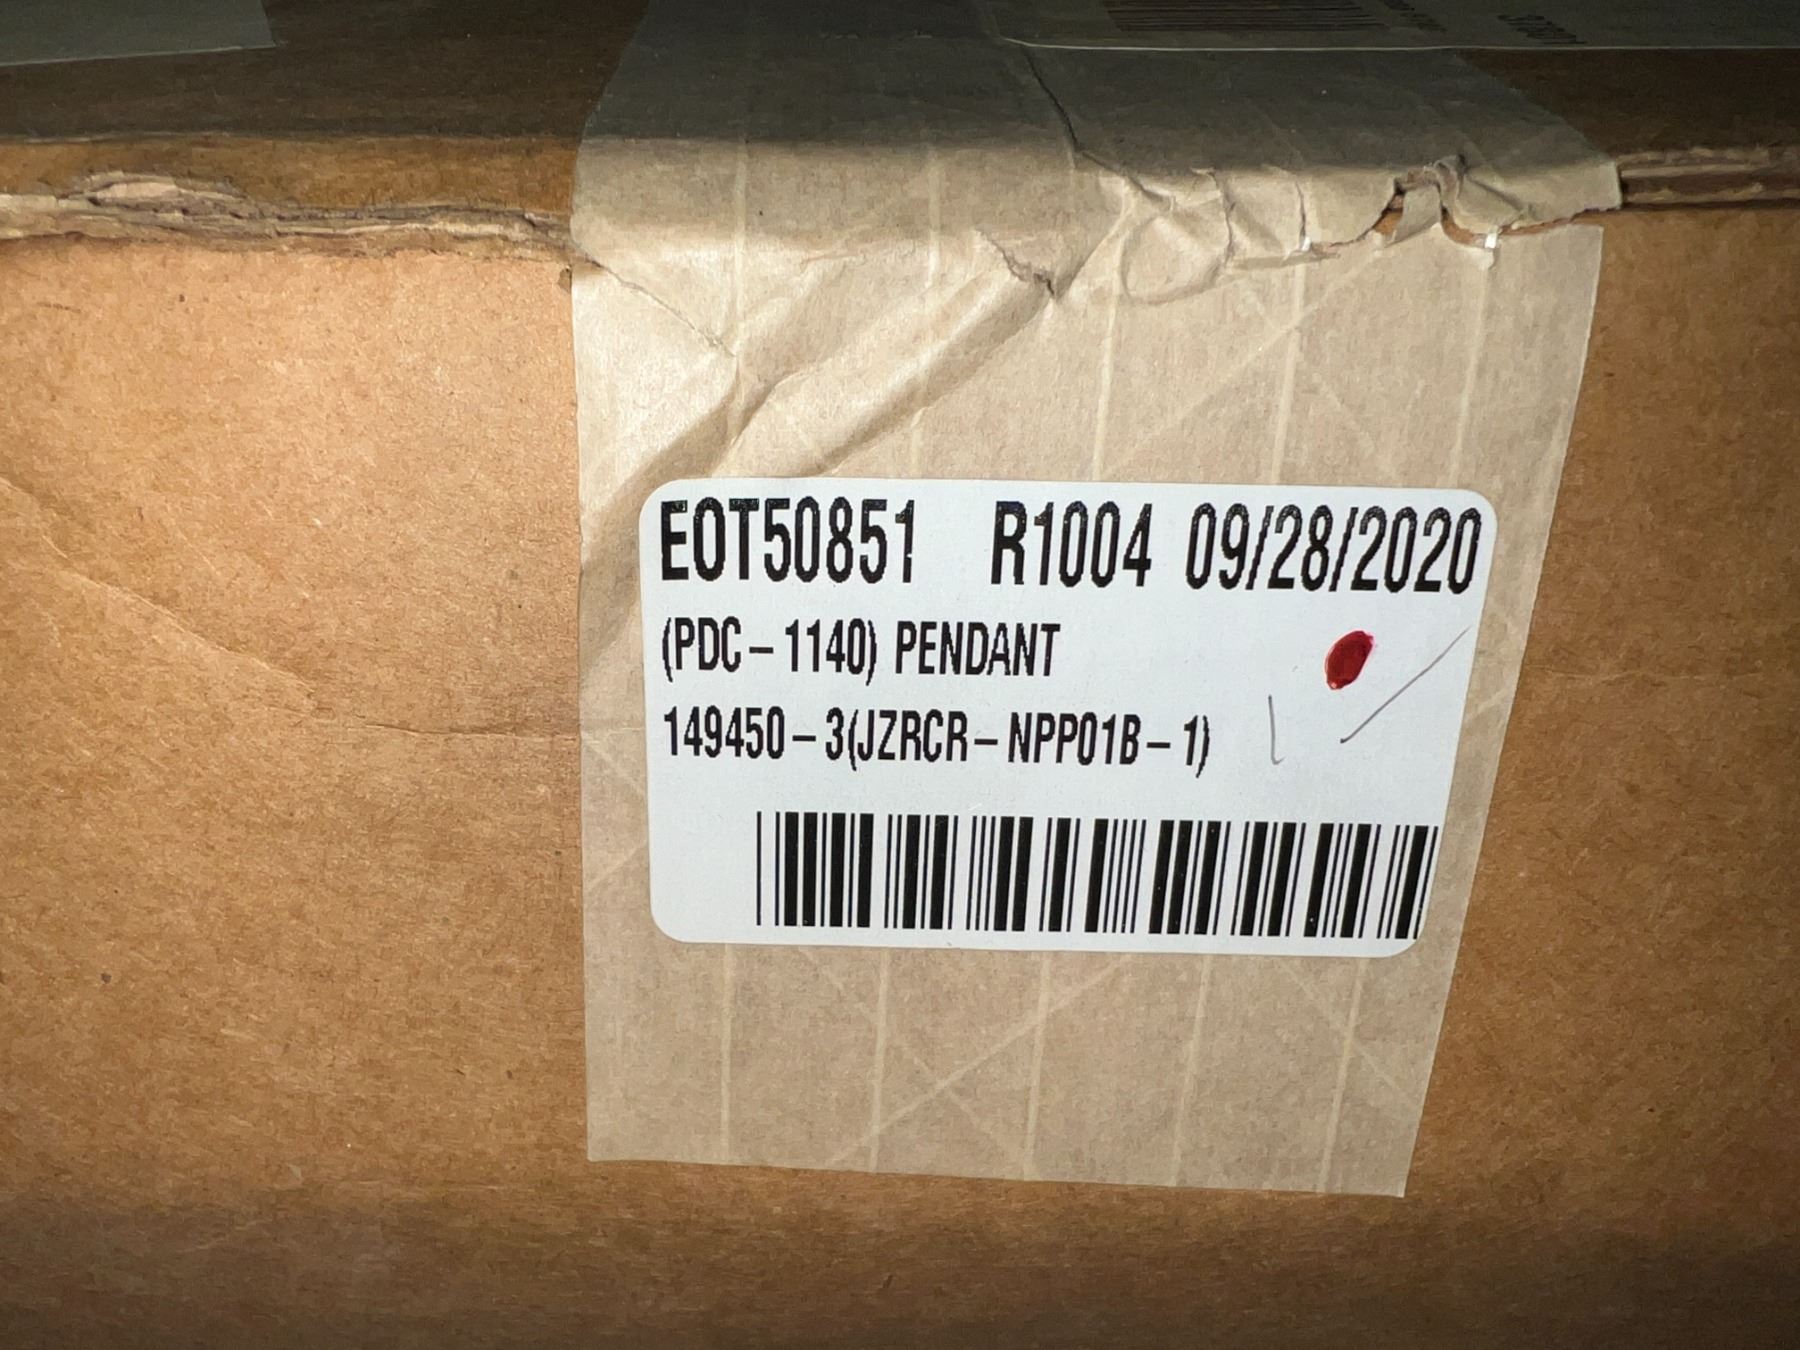 EOT50851 R1004 09/28/2020
(PDC-1140) PENDANT
149450-3(JZRCR-NPP01B-1)